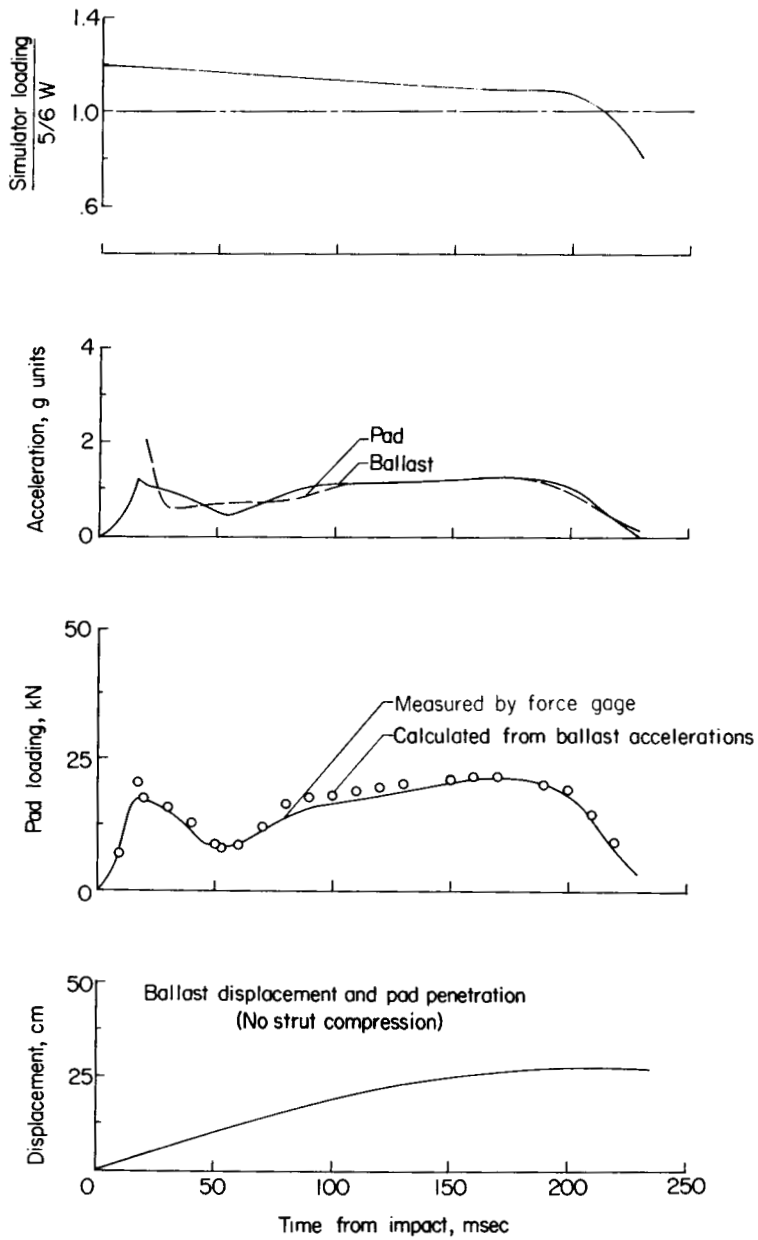 1.4
Simulator loading
5/6 W
1.0
.6
4
Acceleration, g units
2
Pad
Ballast
0
50
Pad loading, kN
Measured by force gage
Calculated from ballast accelerations
25
0
50
Ballast displacement and pad penetration
(No strut compression)
Displacement, cm
25
0 50 100 150 200 250
Time from impact, msec